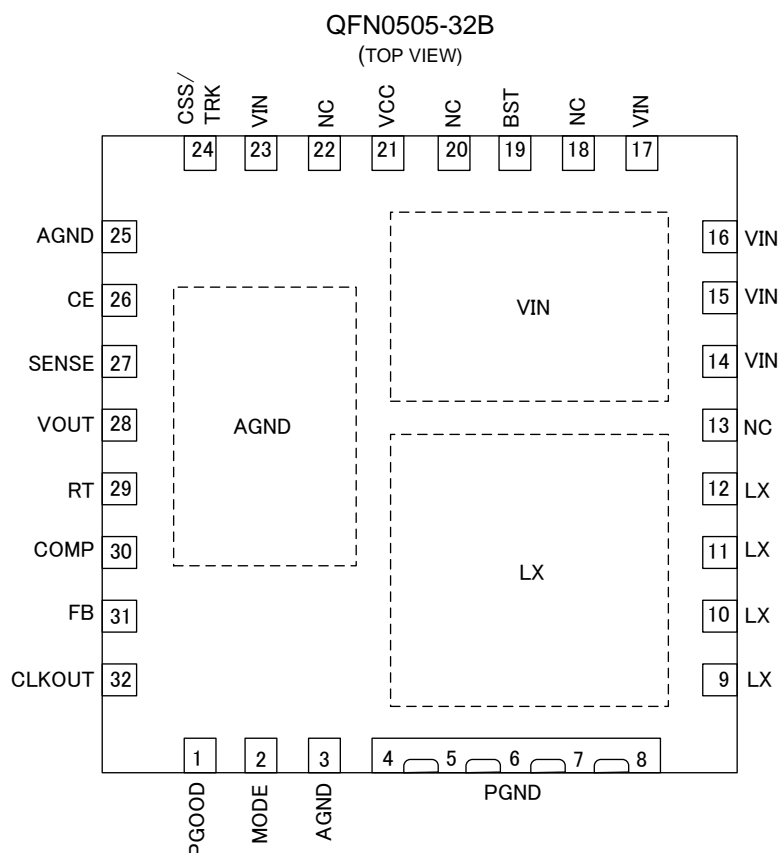 QFN0505-32B
(TOP VIEW)
CSS/
TRK
VIN
NC
VCC
NC
BST
NC
VIN
24
23
22
21
20
19
18
17
AGND 25
CE 26
SENSE 27
VOUT 28
RT 29
COMP 30
FB 31
CLKOUT 32
AGND
VIN
LX
16 VIN
15 VIN
14 VIN
13 NC
12 LX
11 LX
10 LX
9 LX
1
2
3
4
5
6
7
8
PGOOD
MODE
AGND
PGND